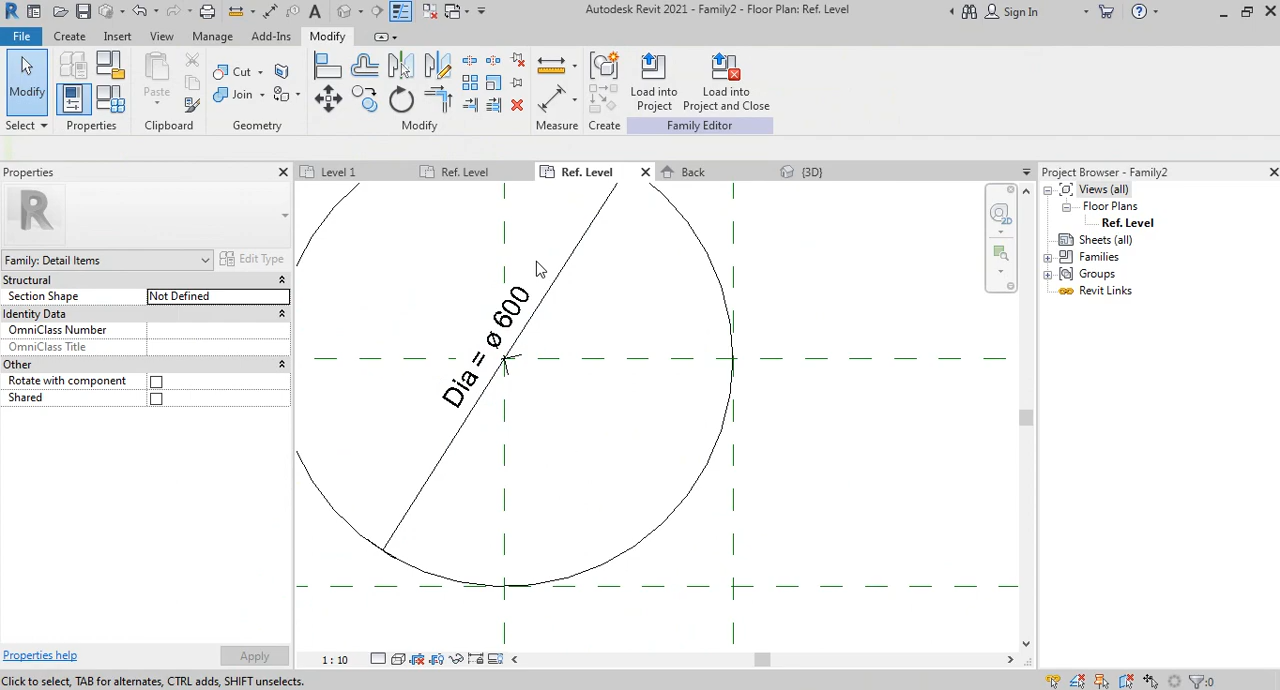 Autodesk Revit 2021 - Family2 - Floor Plan: Ref. Level
Sign In
File Create Insert View Manage Add-Ins Modify
Modify
Paste
Cut
Join
Load into Project
Load into Project and Close
Select Properties Clipboard Geometry Modify Measure Create Family Editor
Properties
Level 1 Ref. Level Ref. Level Back {3D}
Project Browser - Family2
R
Family: Detail Items
Edit Type
Structural
Section Shape Not Defined
Identity Data
OmniClass Number
OmniClass Title
Other
Rotate with component
Shared
Dia = ø 600
2D
Views (all)
Floor Plans
Ref. Level
Sheets (all)
Families
Groups
Revit Links
Properties help
Apply
1 : 10
Click to select, TAB for alternates, CTRL adds, SHIFT unselects.
:0